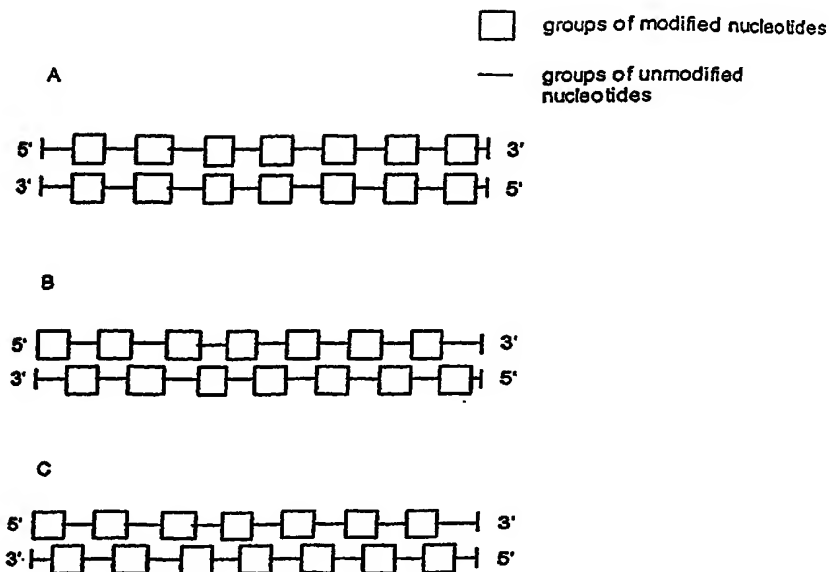 groups of modified nucleotides
groups of unmodified
nucleotides
A
5' 3'
3' 5'
B
5' 3'
3' 5'
C
5' 3'
3' 5'